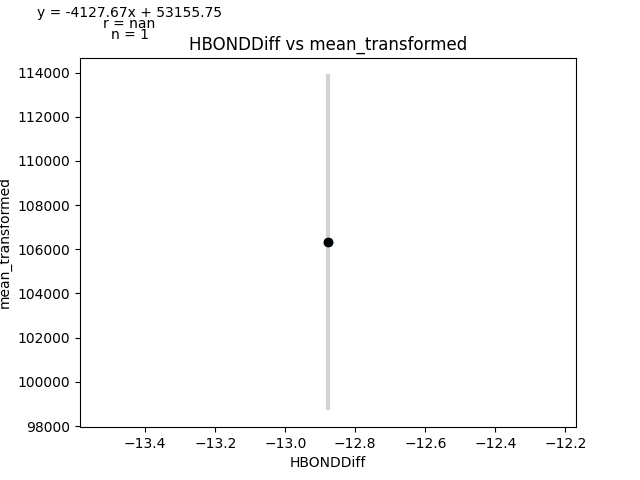 y = -4127.67x + 53155.75
r = nan
n = 1
HBONDDiff vs mean_transformed
114000
112000
110000
108000
106000
104000
102000
100000
98000
mean_transformed
−13.4
−13.2
−13.0
−12.8
−12.6
−12.4
−12.2
HBONDDiff